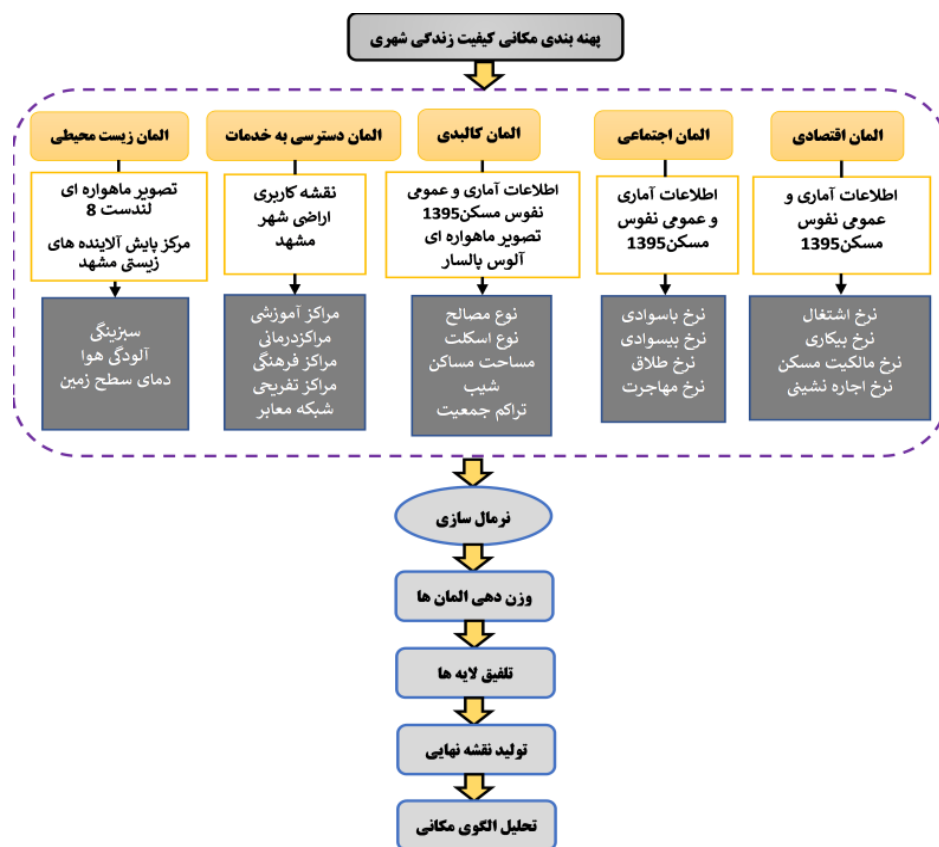 پهنه بندی مکانی کیفیت زندگی شهری
المان اقتصادی
اطلاعات آماری و
عمومی نفوس
مسکن1395
نرخ اشتغال
نرخ بیکاری
نرخ مالکیت مسکن
نرخ اجاره نشینی
المان اجتماعی
اطلاعات آماری
و عمومی نفوس
مسکن1395
نرخ باسوادی
نرخ بیسوادی
نرخ طلاق
نرخ مهاجرت
المان کالبدی
اطلاعات آماری و عمومی
نفوس مسکن1395
تصویر ماهواره ای
آلوس پالسار
نوع مصالح
نوع اسکلت
مساحت مساکن
شیب
تراکم جمعیت
المان دسترسی به خدمات
نقشه کاربری
اراضی شهر
مشهد
مراکز آموزشی
مراکزدرمانی
مراکز فرهنگی
مراکز تفریحی
شبکه معابر
المان زیست محیطی
تصویر ماهواره ای
لندست 8
مرکز پایش آلاینده های
زیستی مشهد
سبزینگی
آلودگی هوا
دمای سطح زمین
نرمال سازی
وزن دهی المان ها
تلفیق لایه ها
تولید نقشه نهایی
تحلیل الگوی مکانی